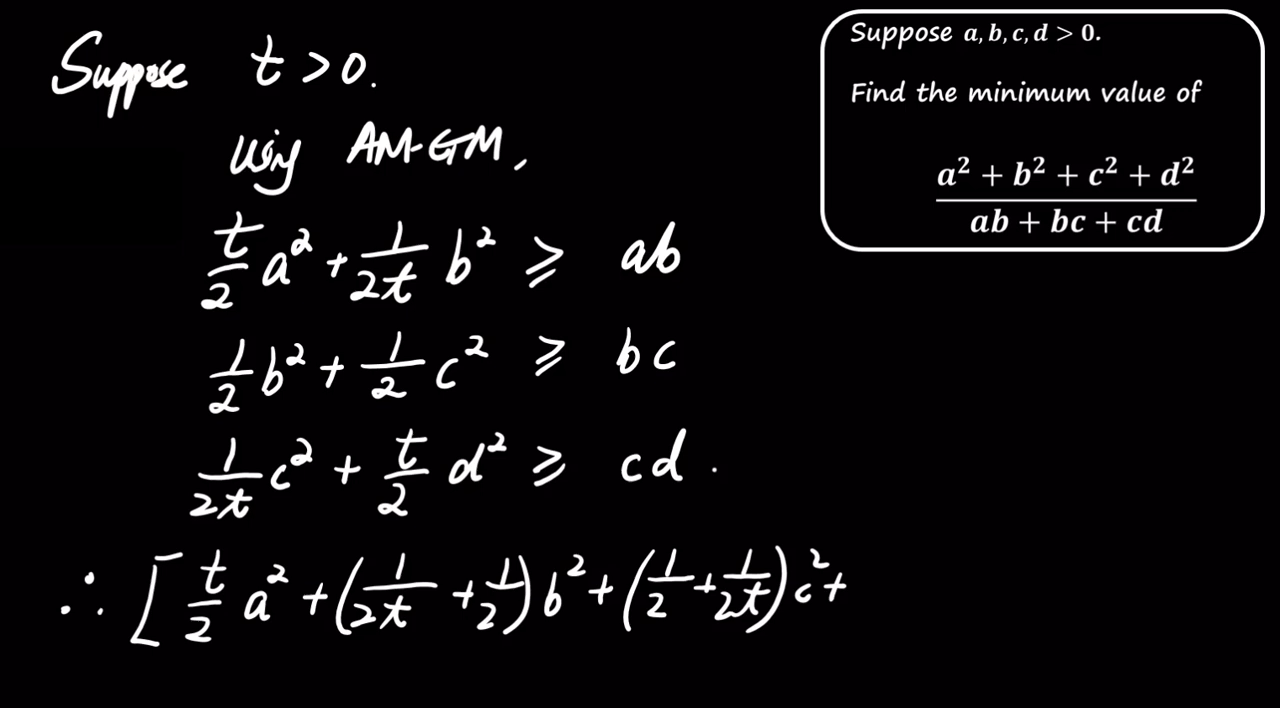 Suppose t > 0.
Using AM-GM,
t/2 a² + 1/2t b² ⩾ ab
1/2 b² + 1/2 c² ⩾ bc
1/2t c² + t/2 d² ⩾ cd .
∴ [ t/2 a² + (1/2t + 1/2) b² + (1/2 + 1/2t) c² +
Suppose a, b, c, d > 0.
Find the minimum value of
a² + b² + c² + d²
ab + bc + cd